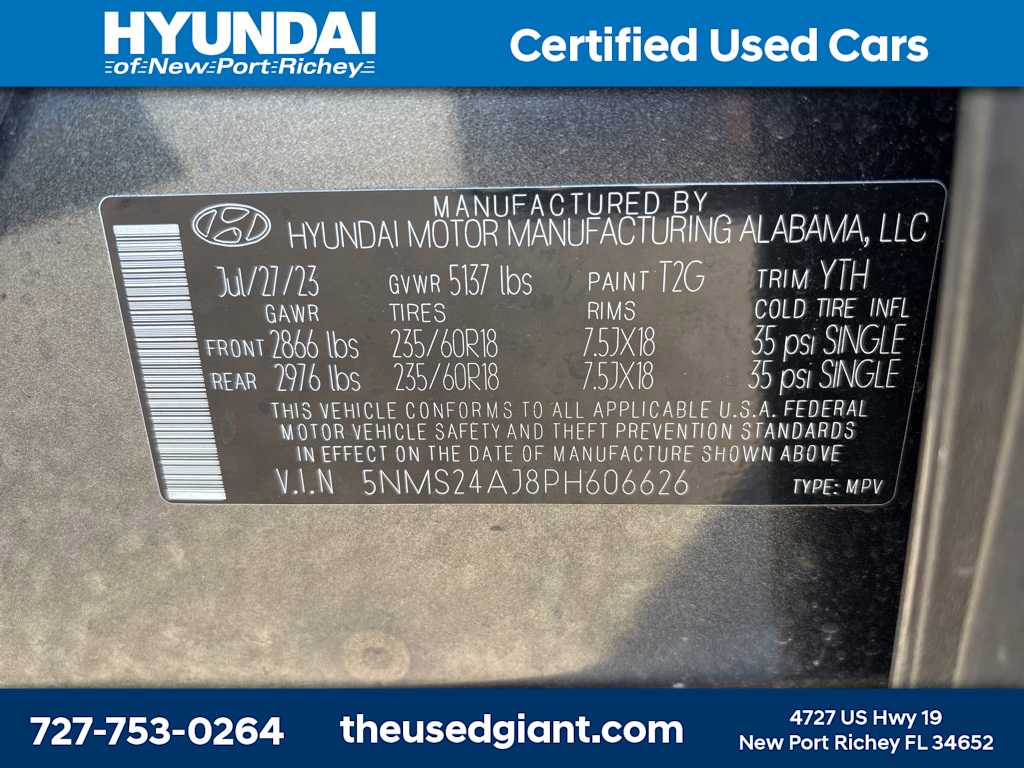 HYUNDAI
of New Port Richey
Certified Used Cars
MANUFACTURED BY
HYUNDAI MOTOR MANUFACTURING ALABAMA, LLC
Jul/27/23 GVWR 5137 lbs PAINT T2G TRIM YTH
GAWR TIRES RIMS COLD TIRE INFL
FRONT 2866 lbs 235/60R18 7.5JX18 35 psi SINGLE
REAR 2976 lbs 235/60R18 7.5JX18 35 psi SINGLE
THIS VEHICLE CONFORMS TO ALL APPLICABLE U.S.A. FEDERAL
MOTOR VEHICLE SAFETY AND THEFT PREVENTION STANDARDS
IN EFFECT ON THE DATE OF MANUFACTURE SHOWN ABOVE
V.I.N 5NMS24AJ8PH606626 TYPE: MPV
727-753-0264 theusedgiant.com
4727 US Hwy 19
New Port Richey FL 34652